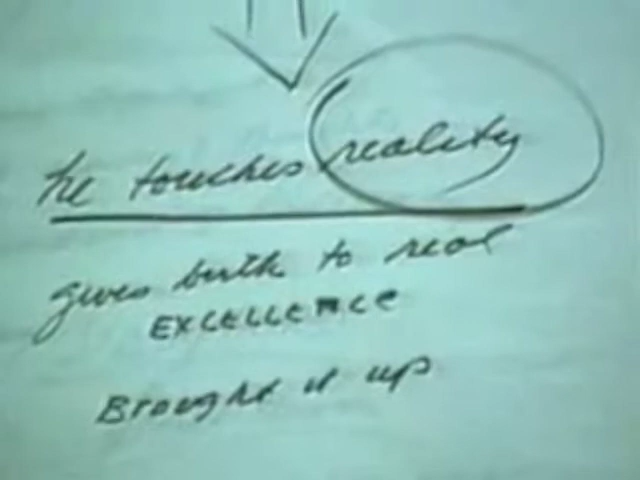 he touches reality
gives birth to real
EXCELLENCE
Brought it up